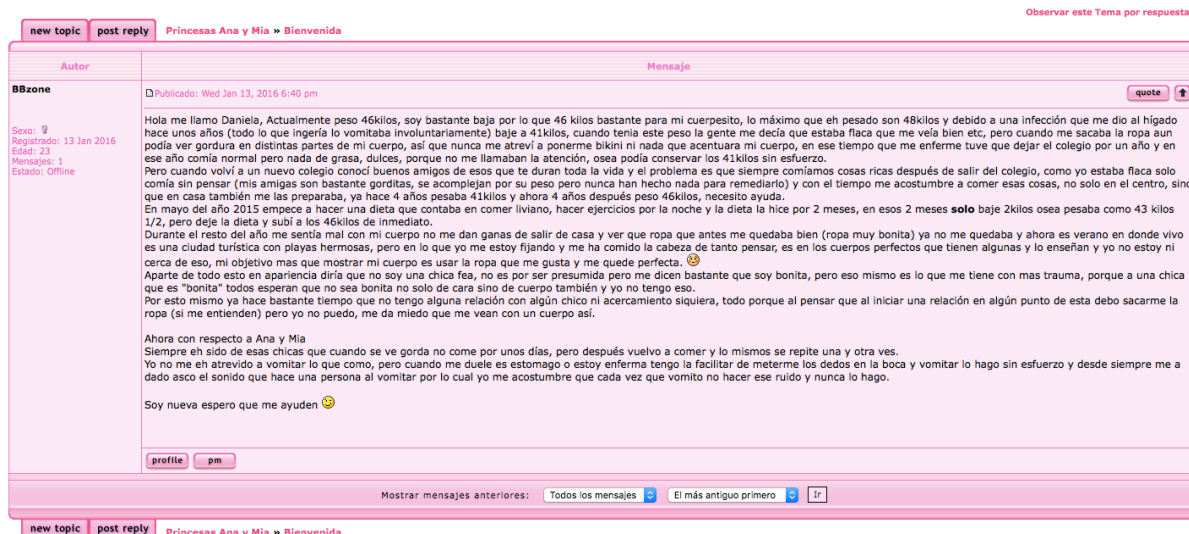 Observar este Tema por respuesta
new topic post reply Princesas Ana y Mia » Bienvenida
Autor Mensaje
BBzone
Publicado: Wed Jan 13, 2016 6:40 pm quote
Sexo:
Registrado: 13 Jan 2016
Edad: 23
Mensajes: 1
Estado: Offline
Hola me llamo Daniela, Actualmente peso 46kilos, soy bastante baja por lo que 46 kilos bastante para mi cuerpesito, lo máximo que eh pesado son 48kilos y debido a una infección que me dio al hígado
hace unos años (todo lo que ingería lo vomitaba involuntariamente) baje a 41kilos, cuando tenia este peso la gente me decía que estaba flaca que me veía bien etc, pero cuando me sacaba la ropa aun
podía ver gordura en distintas partes de mi cuerpo, así que nunca me atreví a ponerme bikini ni nada que acentuara mi cuerpo, en ese tiempo que me enferme tuve que dejar el colegio por un año y en
ese año comía normal pero nada de grasa, dulces, porque no me llamaban la atención, osea podía conservar los 41kilos sin esfuerzo.
Pero cuando volví a un nuevo colegio conocí buenos amigos de esos que te duran toda la vida y el problema es que siempre comíamos cosas ricas después de salir del colegio, como yo estaba flaca solo
comía sin pensar (mis amigas son bastante gorditas, se acomplejan por su peso pero nunca han hecho nada para remediarlo) y con el tiempo me acostumbre a comer esas cosas, no solo en el centro, sino
que en casa también me las preparaba, ya hace 4 años pesaba 41kilos y ahora 4 años después peso 46kilos, necesito ayuda.
En mayo del año 2015 empece a hacer una dieta que contaba en comer liviano, hacer ejercicios por la noche y la dieta la hice por 2 meses, en esos 2 meses solo baje 2kilos osea pesaba como 43 kilos
1/2, pero deje la dieta y subí a los 46kilos de inmediato.
Durante el resto del año me sentía mal con mi cuerpo no me dan ganas de salir de casa y ver que ropa que antes me quedaba bien (ropa muy bonita) ya no me quedaba y ahora es verano en donde vivo
es una ciudad turística con playas hermosas, pero en lo que yo me estoy fijando y me ha comido la cabeza de tanto pensar, es en los cuerpos perfectos que tienen algunas y lo enseñan y yo no estoy ni
cerca de eso, mi objetivo mas que mostrar mi cuerpo es usar la ropa que me gusta y me quede perfecta.
Aparte de todo esto en apariencia diría que no soy una chica fea, no es por ser presumida pero me dicen bastante que soy bonita, pero eso mismo es lo que me tiene con mas trauma, porque a una chica
que es "bonita" todos esperan que no sea bonita no solo de cara sino de cuerpo también y yo no tengo eso.
Por esto mismo ya hace bastante tiempo que no tengo alguna relación con algún chico ni acercamiento siquiera, todo porque al pensar que al iniciar una relación en algún punto de esta debo sacarme la
ropa (si me entienden) pero yo no puedo, me da miedo que me vean con un cuerpo así.
Ahora con respecto a Ana y Mia
Siempre eh sido de esas chicas que cuando se ve gorda no come por unos días, pero después vuelvo a comer y lo mismos se repite una y otra ves.
Yo no me eh atrevido a vomitar lo que como, pero cuando me duele es estomago o estoy enferma tengo la facilitar de meterme los dedos en la boca y vomitar lo hago sin esfuerzo y desde siempre me a
dado asco el sonido que hace una persona al vomitar por lo cual yo me acostumbre que cada vez que vomito no hacer ese ruido y nunca lo hago.
Soy nueva espero que me ayuden
profile pm
Mostrar mensajes anteriores: Todos los mensajes El más antiguo primero Ir
new topic post reply Princesas Ana y Mia » Bienvenida